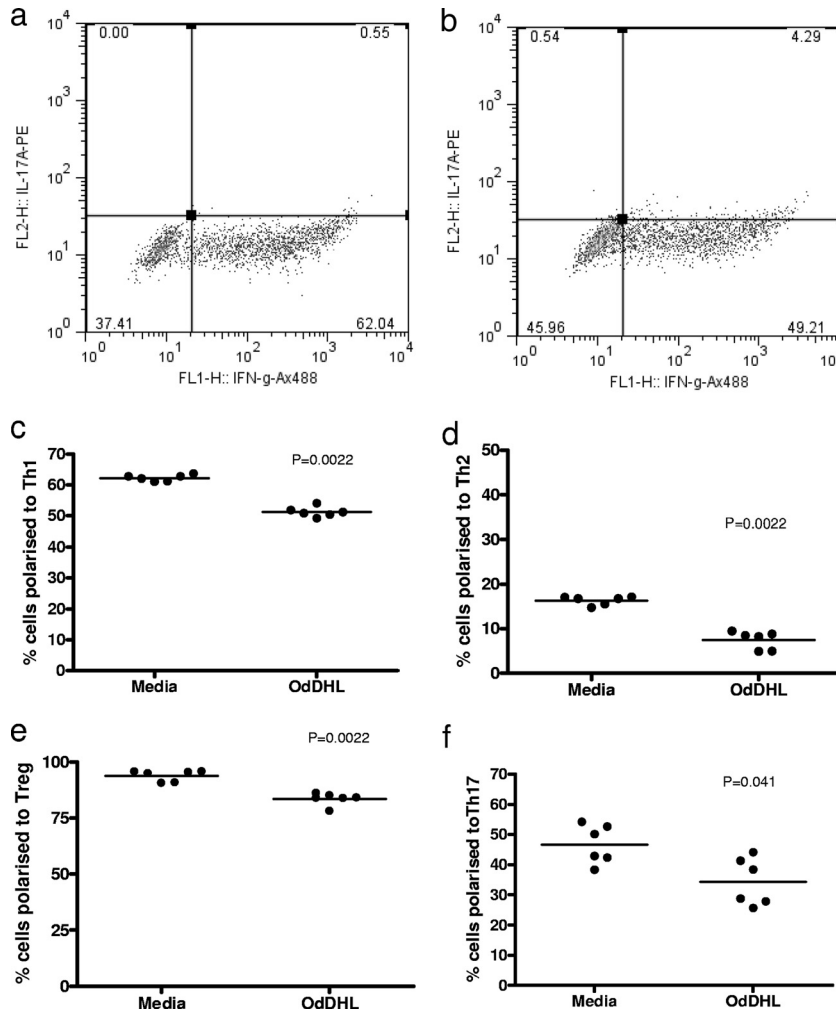 a
b
10^4
0.00
0.55
10^3
10^2
10^1
10^0
37.41
62.04
10^0 10^1 10^2 10^3 10^4
FL2-H:: IL-17A-PE
FL1-H:: IFN-g-Ax488
10^4
0.54
4.29
10^3
10^2
10^1
10^0
45.96
49.21
10^0 10^1 10^2 10^3
FL2-H:: IL-17A-PE
FL1-H:: IFN-g-Ax488
c
% cells polarised to Th1
70
60
50
40
30
20
10
0
P=0.0022
Media OdDHL
d
% cells polarised to Th2
50
40
30
20
10
0
P=0.0022
Media OdDHL
e
% cells polarised to Treg
100
75
50
25
0
P=0.0022
Media OdDHL
f
% cells polarised toTh17
70
60
50
40
30
20
10
0
P=0.041
Media OdDHL